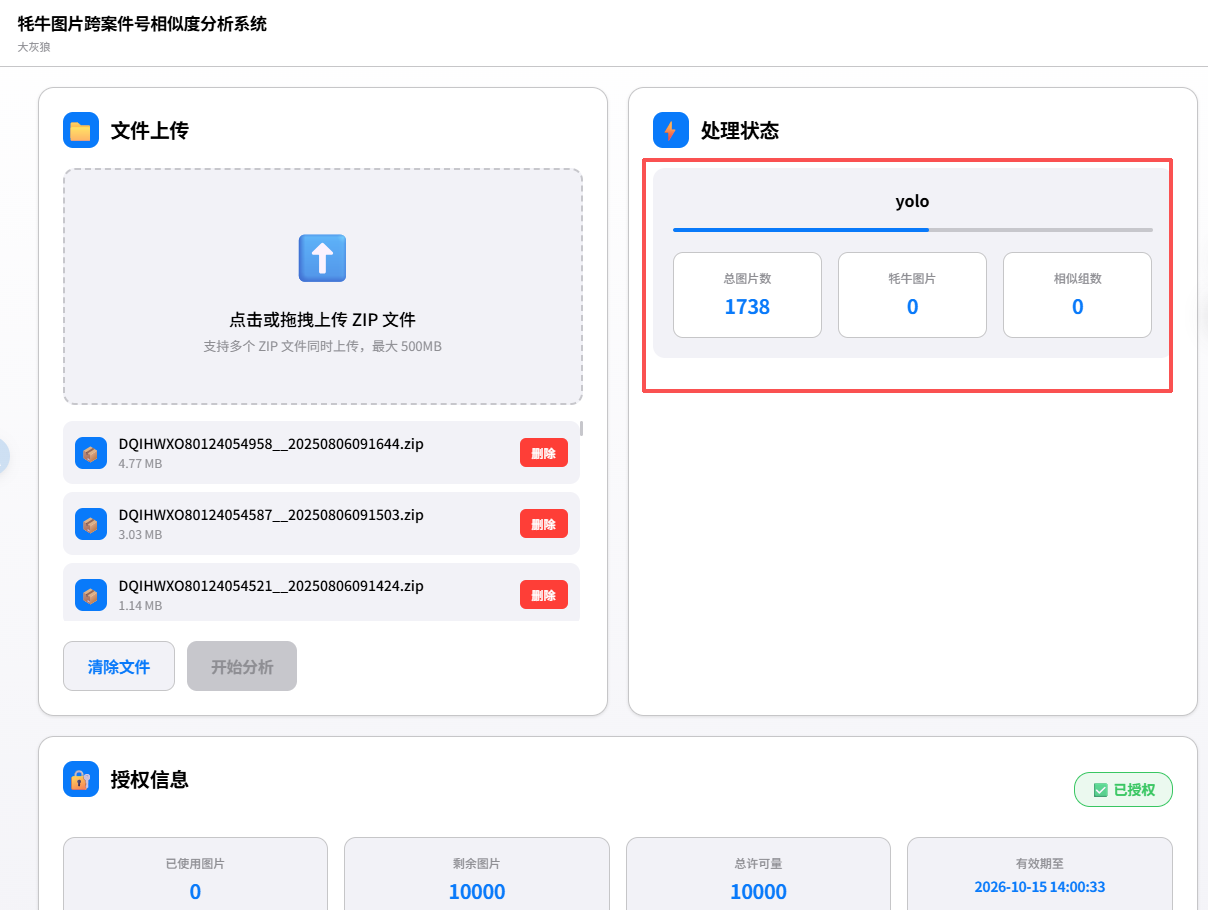 牦牛图片跨案件号相似度分析系统
大灰狼
文件上传
点击或拖拽上传 ZIP 文件
支持多个 ZIP 文件同时上传，最大 500MB
DQIHWXO80124054958__20250806091644.zip
4.77 MB
删除
DQIHWXO80124054587__20250806091503.zip
3.03 MB
删除
DQIHWXO80124054521__20250806091424.zip
1.14 MB
删除
清除文件
开始分析
处理状态
yolo
总图片数
1738
牦牛图片
0
相似组数
0
授权信息
已授权
已使用图片
0
剩余图片
10000
总许可量
10000
有效期至
2026-10-15 14:00:33